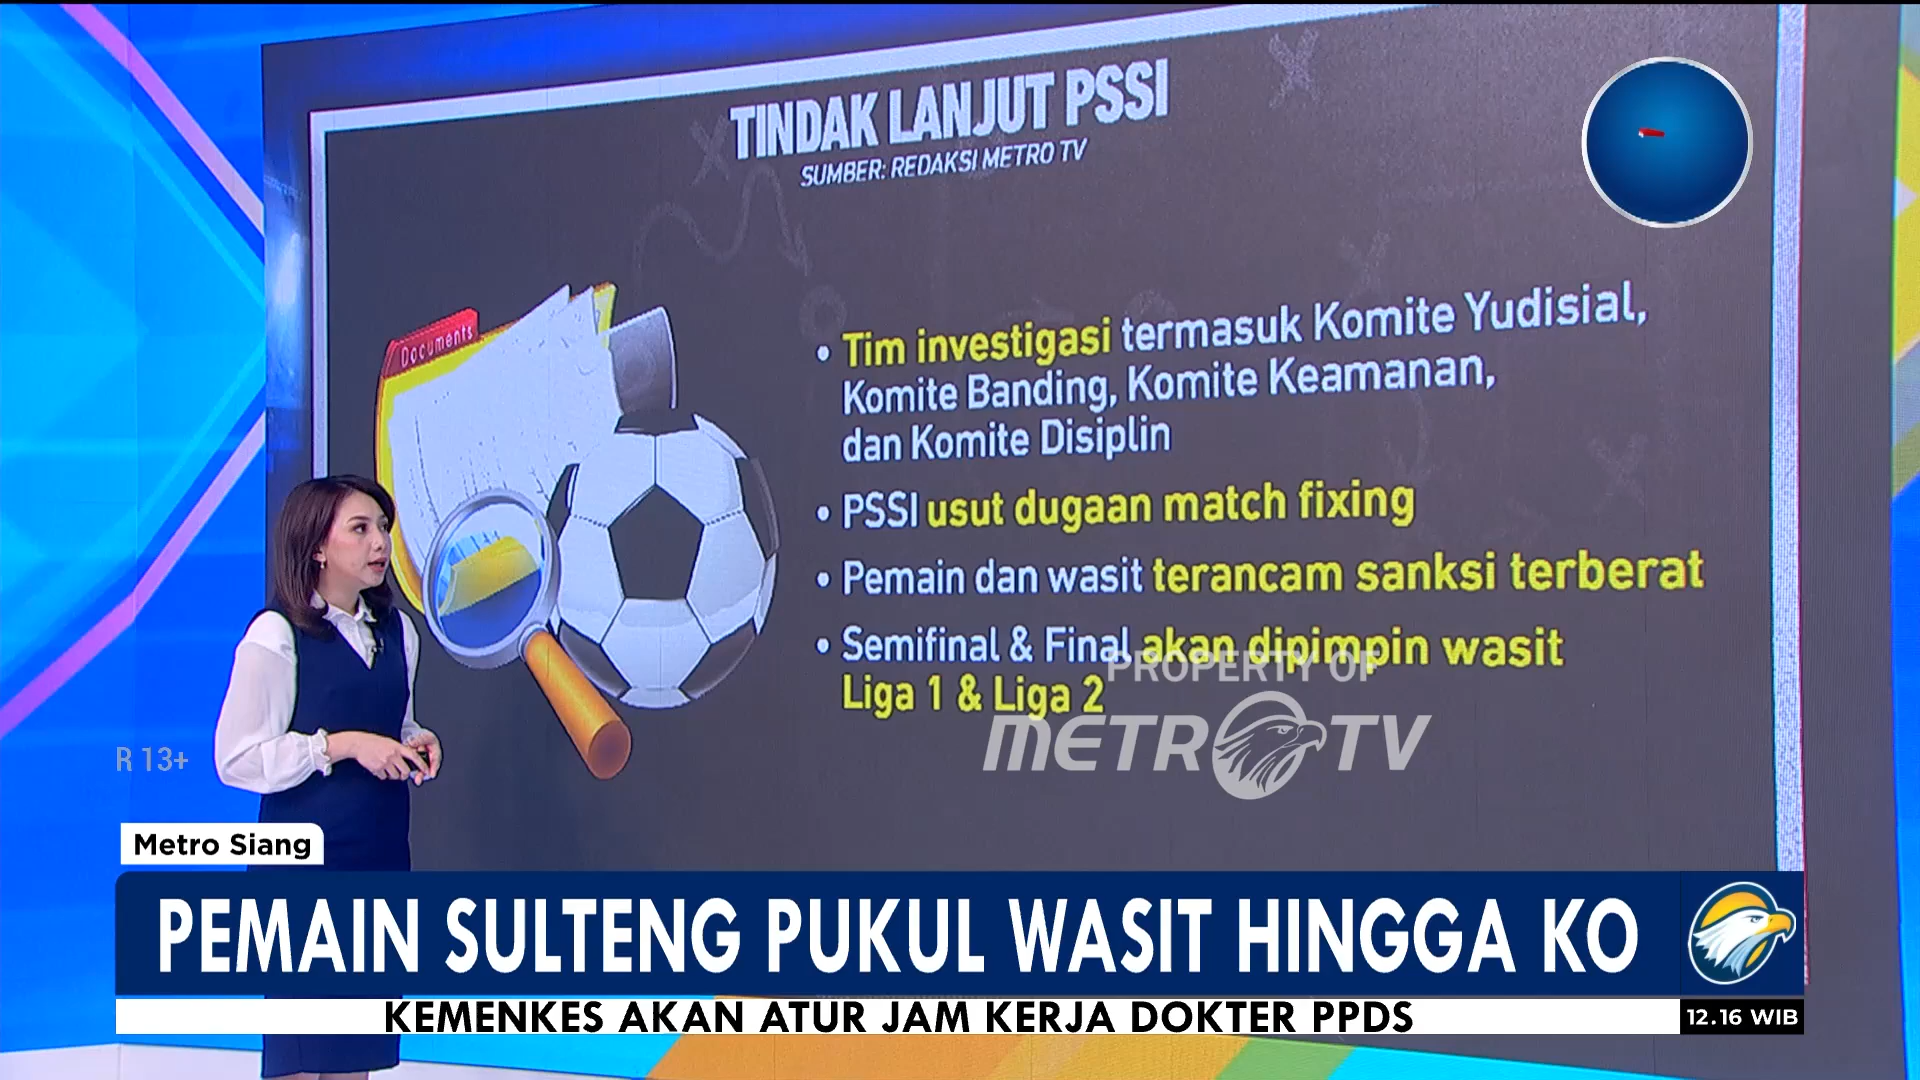 TINDAK LANJUT PSSI
SUMBER: REDAKSI METRO TV
Documents
• Tim investigasi termasuk Komite Yudisial,
Komite Banding, Komite Keamanan,
dan Komite Disiplin
• PSSI usut dugaan match fixing
• Pemain dan wasit terancam sanksi terberat
• Semifinal & Final akan dipimpin wasit
Liga 1 & Liga 2
PROPERTY OF
METRO TV
R 13+
Metro Siang
PEMAIN SULTENG PUKUL WASIT HINGGA KO
KEMENKES AKAN ATUR JAM KERJA DOKTER PPDS
12.16 WIB